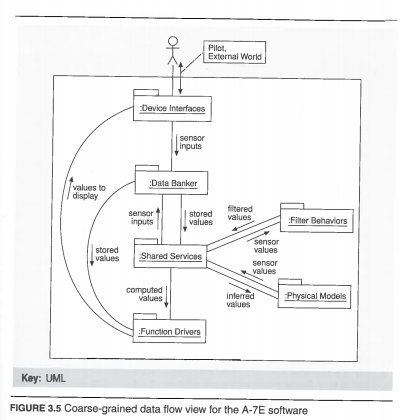 Pilot,
External World
:Device Interfaces
sensor
inputs
values to
display
:Data Banker
sensor
inputs
stored
values
filtered
values
:Filter Behaviors
sensor
values
stored
values
:Shared Services
sensor
values
computed
values
inferred
values
:Physical Models
:Function Drivers
Key: UML
FIGURE 3.5 Coarse-grained data flow view for the A-7E software